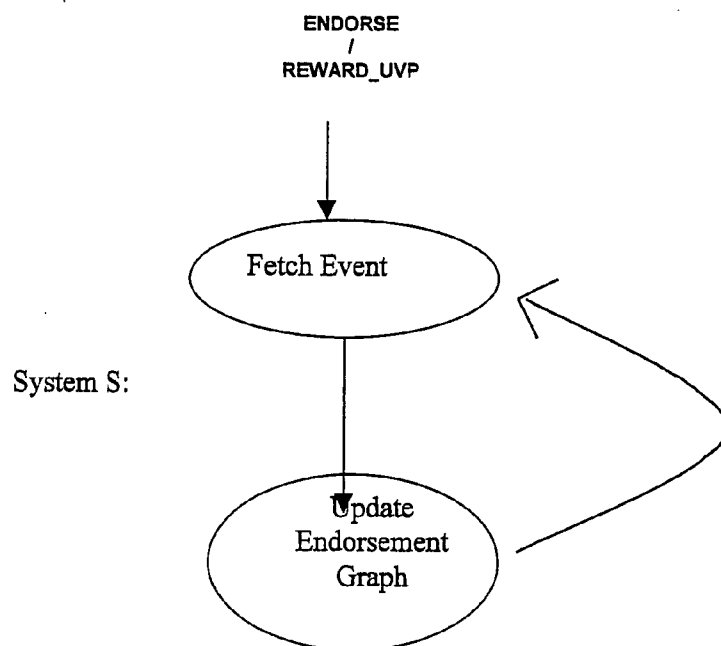 ENDORSE
/
REWARD_UVP
Fetch Event
System S:
Update
Endorsement
Graph